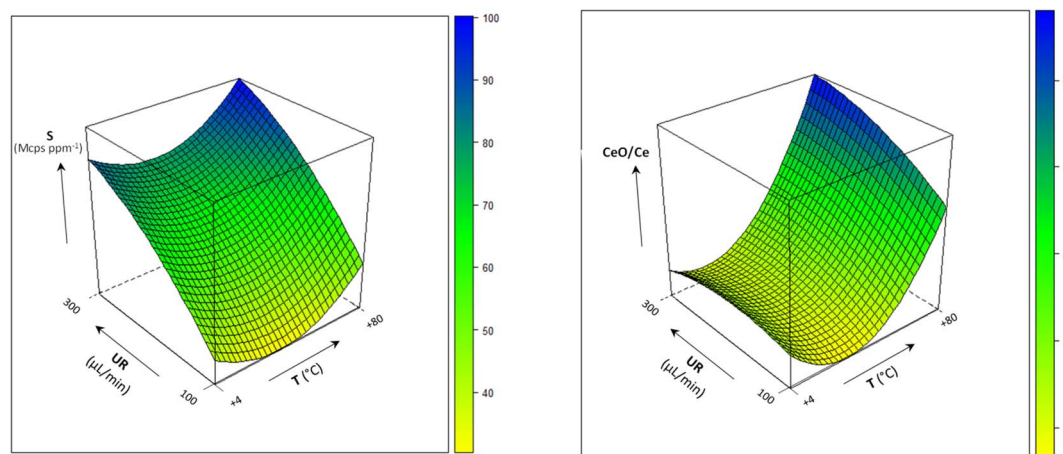 100
90
80
70
60
50
40
S
(Mcps ppm⁻¹)
300
UR
(µL/min)
100
+4
T (°C)
+80
CeO/Ce
300
UR
(µL/min)
100
+4
T (°C)
+80